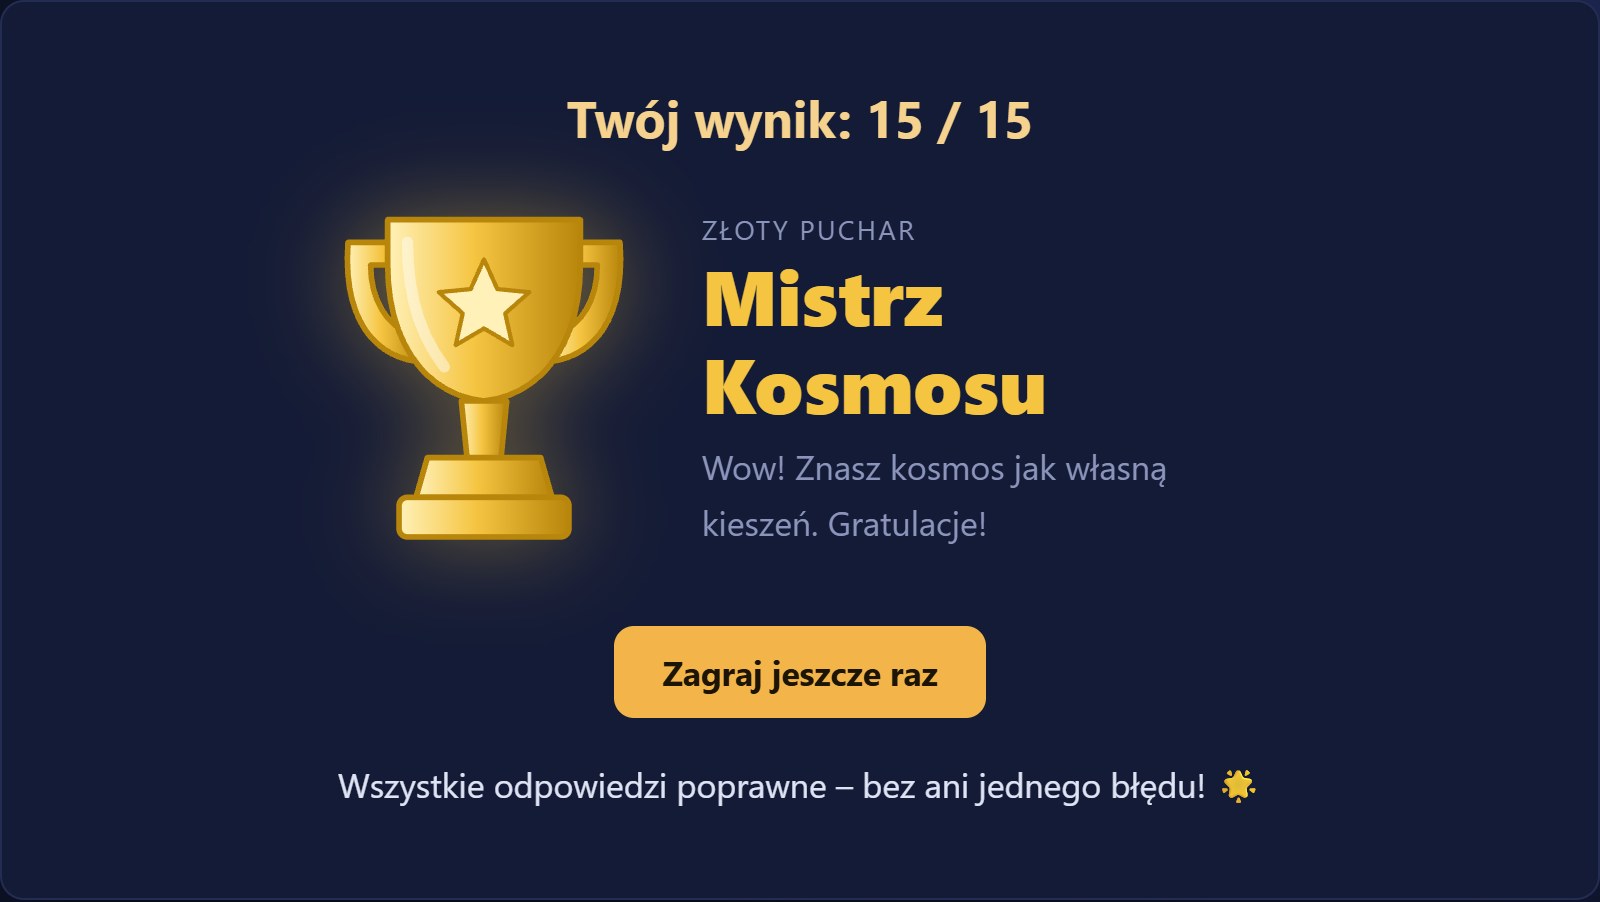 Twój wynik: 15 / 15
ZŁOTY PUCHAR
Mistrz
Kosmosu
Wow! Znasz kosmos jak własną
kieszeń. Gratulacje!
Zagraj jeszcze raz
Wszystkie odpowiedzi poprawne – bez ani jednego błędu! 🌟